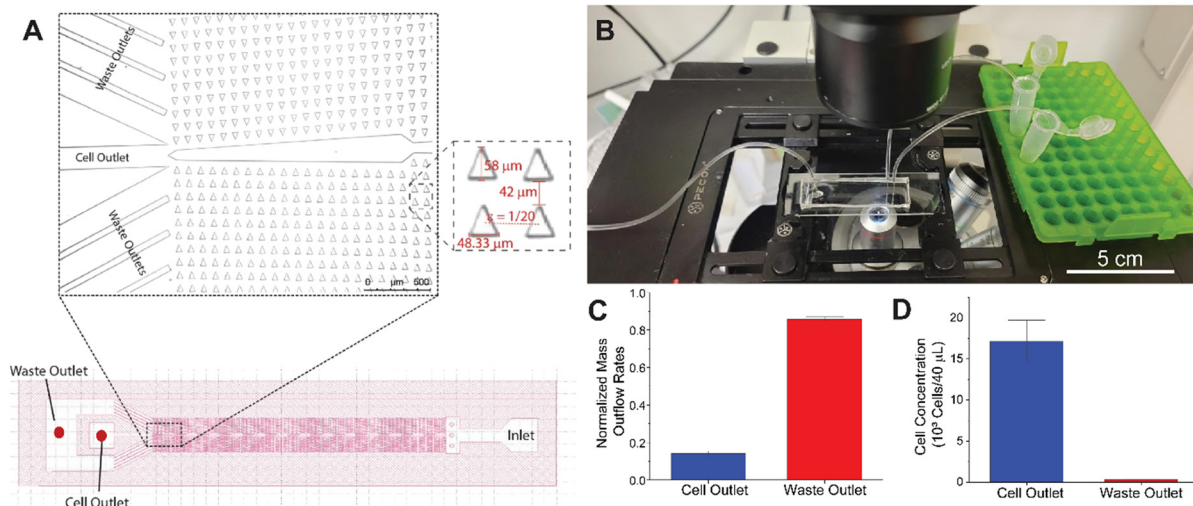 A
Waste Outlets
Cell Outlet
Waste Outlets
0 µm 500
58 µm
42 µm
ε = 1/20
48.33 µm
Waste Outlet
Cell Outlet
Inlet
B
PECON
5 cm
C
Normalized Mass
Outflow Rates
1.0
0.8
0.6
0.4
0.2
0.0
Cell Outlet
Waste Outlet
D
Cell Concentration
(10³ Cells/40 µL)
20
15
10
5
0
Cell Outlet
Waste Outlet